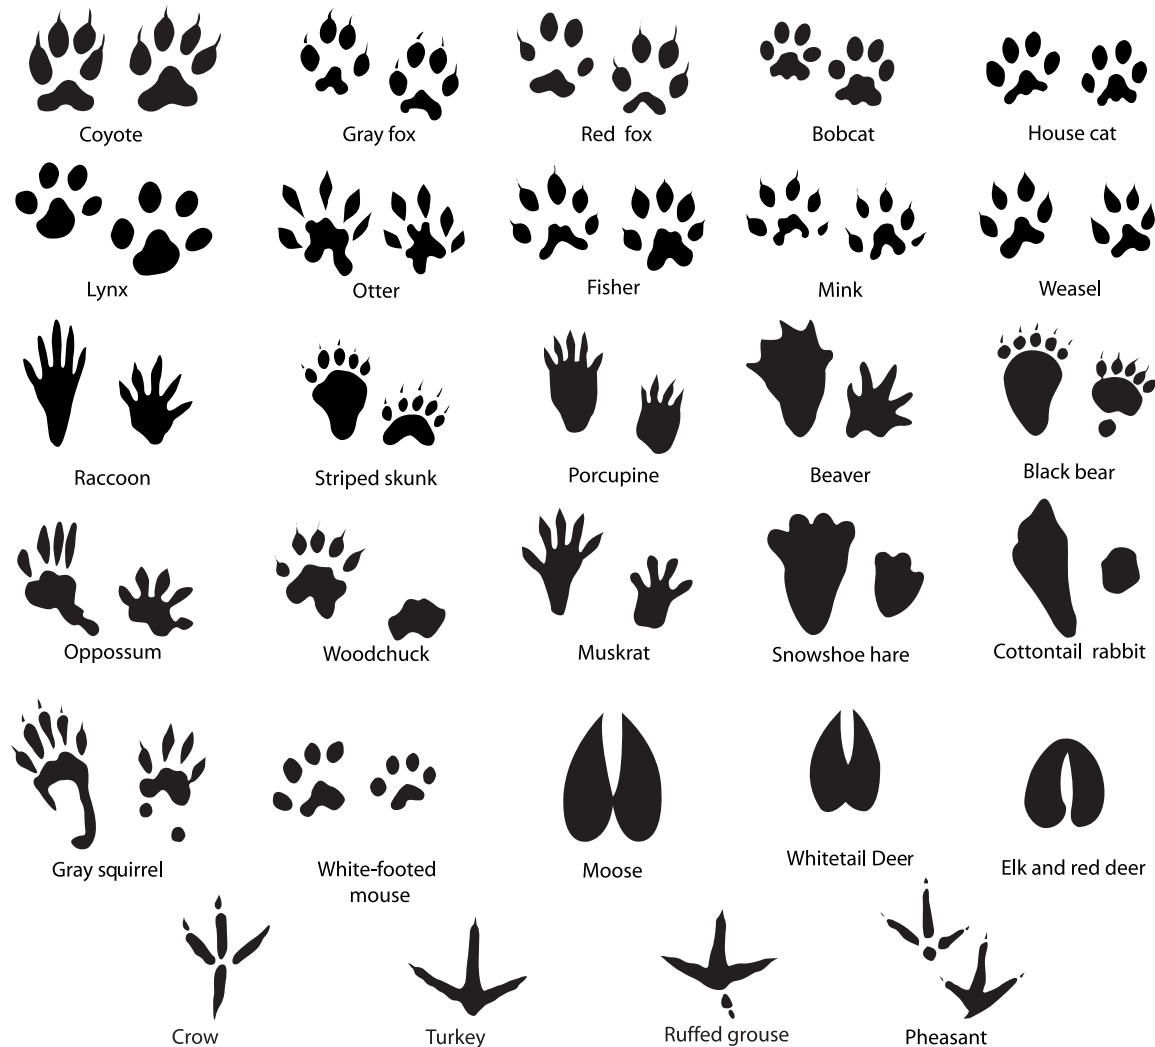 Coyote
Gray fox
Red fox
Bobcat
House cat
Lynx
Otter
Fisher
Mink
Weasel
Raccoon
Striped skunk
Porcupine
Beaver
Black bear
Oppossum
Woodchuck
Muskrat
Snowshoe hare
Cottontail rabbit
Gray squirrel
White-footed
mouse
Moose
Whitetail Deer
Elk and red deer
Crow
Turkey
Ruffed grouse
Pheasant